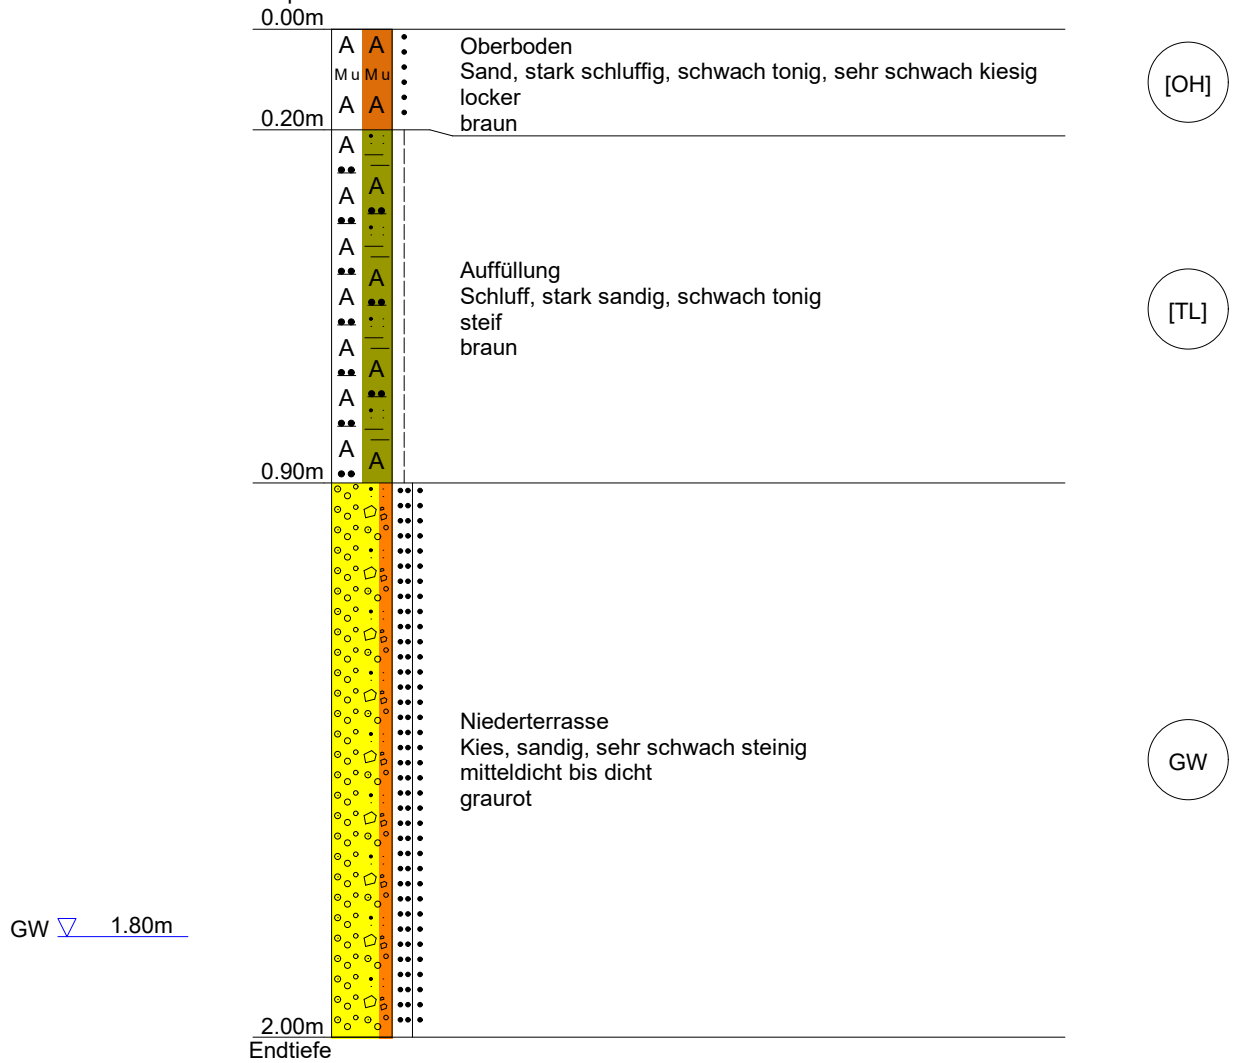 0.00m
A A
Mu Mu
A A
Oberboden
Sand, stark schluffig, schwach tonig, sehr schwach kiesig
locker
braun
[OH]
0.20m
A
A
A
A
A
A
A
A
A
A
A
Auffüllung
Schluff, stark sandig, schwach tonig
steif
braun
[TL]
0.90m
Niederterrasse
Kies, sandig, sehr schwach steinig
mitteldicht bis dicht
graurot
GW
GW 1.80m
2.00m
Endtiefe